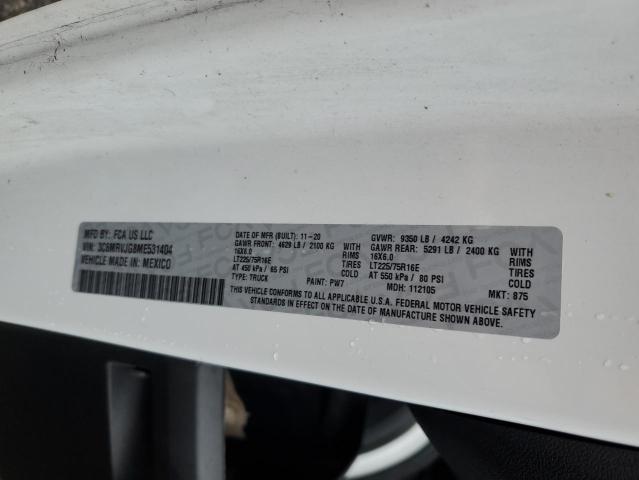 MFD BY: FCA US LLC
VIN: 3C6MRVJG8ME531404
VEHICLE MADE IN: MEXICO
DATE OF MFR (BUILT): 11-20
GAWR FRONT: 4629 LB / 2100 KG WITH
16X6.0 RIMS
LT225/75R16E TIRES
AT 450 kPa / 65 PSI COLD
TYPE: TRUCK PAINT: PW7
GVWR: 9350 LB / 4242 KG
GAWR REAR: 5291 LB / 2400 KG WITH
16X6.0 RIMS
LT225/75R16E TIRES
AT 550 kPa / 80 PSI COLD
MDH: 112105 MKT: 875
THIS VEHICLE CONFORMS TO ALL APPLICABLE U.S.A. FEDERAL MOTOR VEHICLE SAFETY
STANDARDS IN EFFECT ON THE DATE OF MANUFACTURE SHOWN ABOVE.